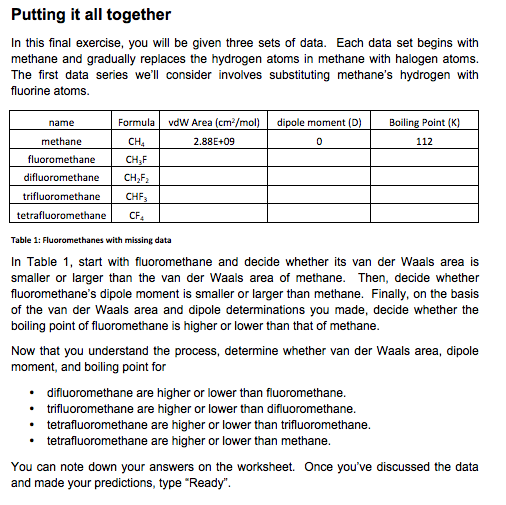 Putting it all together
In this final exercise, you will be given three sets of data. Each data set begins with
methane and gradually replaces the hydrogen atoms in methane with halogen atoms.
The first data series we'll consider involves substituting methane's hydrogen with
fluorine atoms.
name Formula vdW Area (cm²/mol) dipole moment (D) Boiling Point (K)
methane CH₄ 2.88E+09 0 112
fluoromethane CH₃F
difluoromethane CH₂F₂
trifluoromethane CHF₃
tetrafluoromethane CF₄
Table 1: Fluoromethanes with missing data
In Table 1, start with fluoromethane and decide whether its van der Waals area is
smaller or larger than the van der Waals area of methane. Then, decide whether
fluoromethane's dipole moment is smaller or larger than methane. Finally, on the basis
of the van der Waals area and dipole determinations you made, decide whether the
boiling point of fluoromethane is higher or lower than that of methane.
Now that you understand the process, determine whether van der Waals area, dipole
moment, and boiling point for
• difluoromethane are higher or lower than fluoromethane.
• trifluoromethane are higher or lower than difluoromethane.
• tetrafluoromethane are higher or lower than trifluoromethane.
• tetrafluoromethane are higher or lower than methane.
You can note down your answers on the worksheet. Once you've discussed the data
and made your predictions, type "Ready".